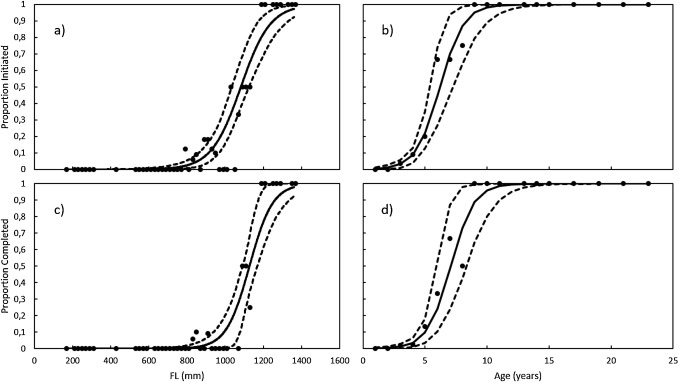 a)
b)
Proportion Initiated
1
0,9
0,8
0,7
0,6
0,5
0,4
0,3
0,2
0,1
0
c)
d)
Proportion Completed
1
0,9
0,8
0,7
0,6
0,5
0,4
0,3
0,2
0,1
0
0 200 400 600 800 1000 1200 1400 1600
0 5 10 15 20 25
FL (mm)
Age (years)